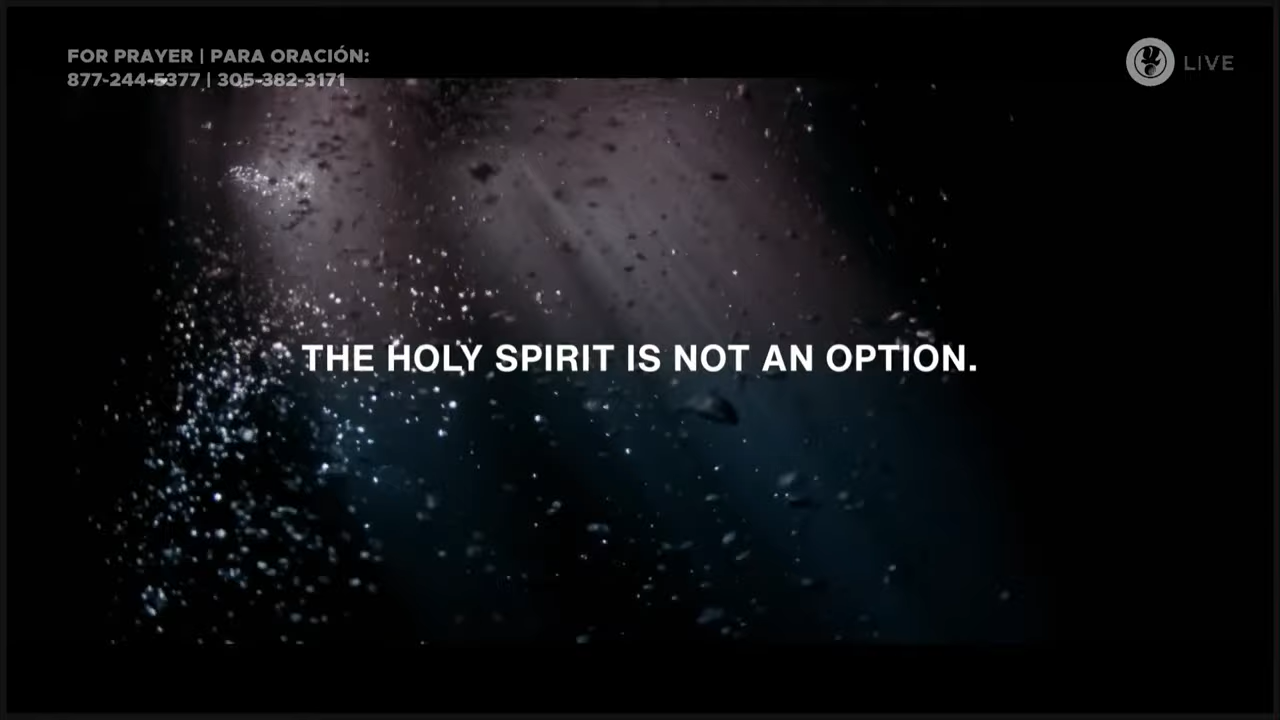 FOR PRAYER | PARA ORACIÓN:
877-244-5377 | 305-382-3171
LIVE
THE HOLY SPIRIT IS NOT AN OPTION.